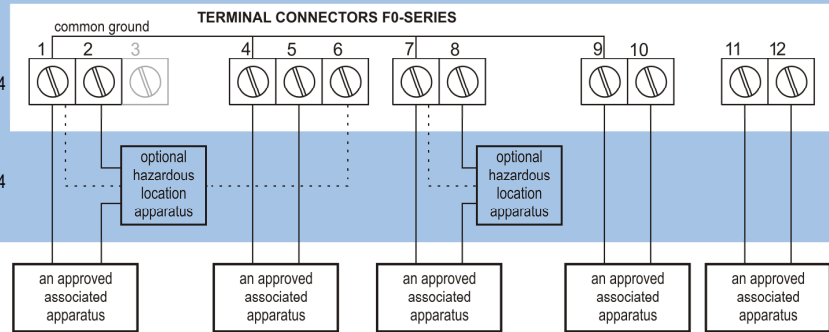 TERMINAL CONNECTORS F0-SERIES
common ground
1 2 3 4 5 6 7 8 9 10 11 12
4
optional
hazardous
location
apparatus
optional
hazardous
location
apparatus
4
an approved
associated
apparatus
an approved
associated
apparatus
an approved
associated
apparatus
an approved
associated
apparatus
an approved
associated
apparatus